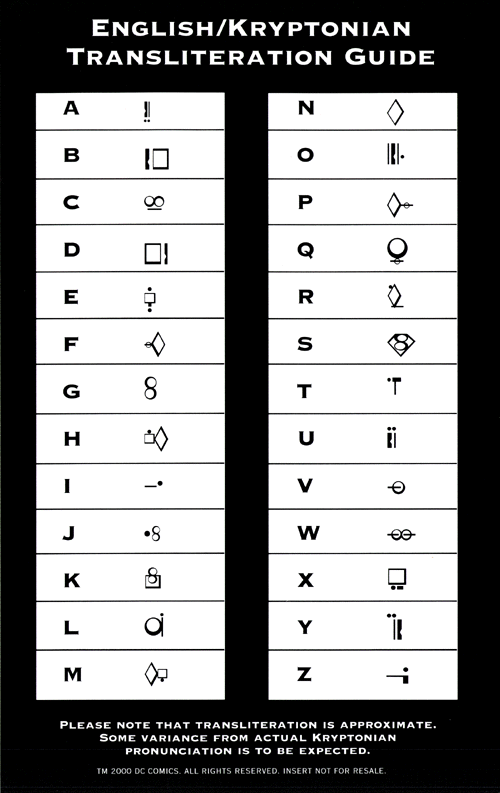 ENGLISH/KRYPTONIAN
TRANSLITERATION GUIDE
A
B
C
D
E
F
G
H
I
J
K
L
M
N
O
P
Q
R
S
T
U
V
W
X
Y
Z
PLEASE NOTE THAT TRANSLITERATION IS APPROXIMATE.
SOME VARIANCE FROM ACTUAL KRYPTONIAN
PRONUNCIATION IS TO BE EXPECTED.
TM 2000 DC COMICS. ALL RIGHTS RESERVED. INSERT NOT FOR RESALE.